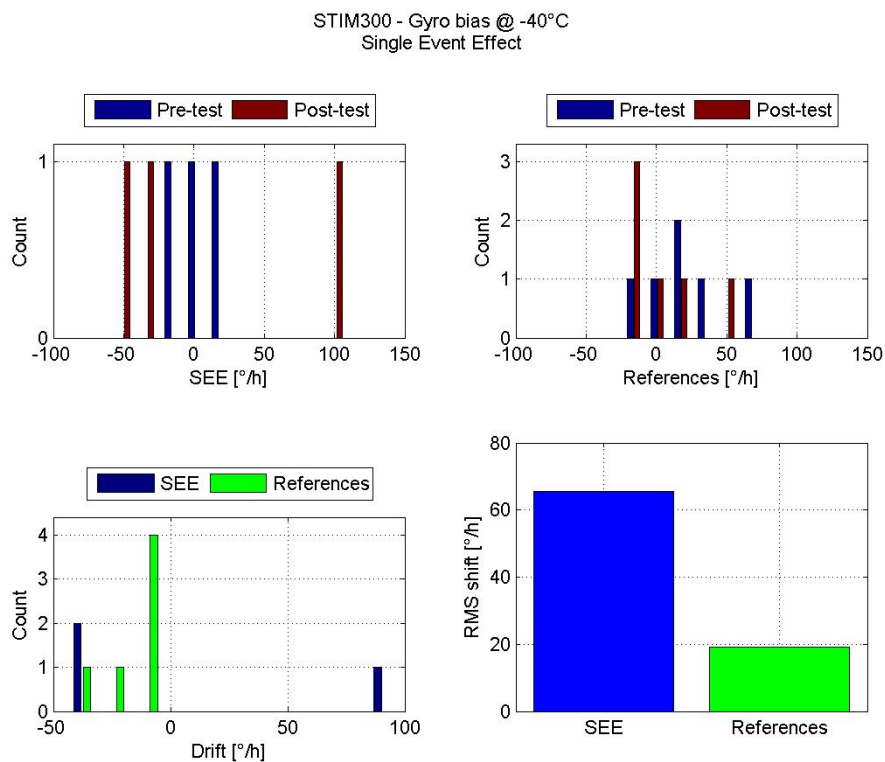 STIM300 - Gyro bias @ -40°C
Single Event Effect
Pre-test Post-test
1
0
Count
-100 -50 0 50 100 150
SEE [°/h]
Pre-test Post-test
3
2
1
0
Count
-100 -50 0 50 100 150
References [°/h]
SEE References
4
3
2
1
0
Count
-50 0 50 100
Drift [°/h]
80
60
40
20
0
RMS shift [°/h]
SEE References